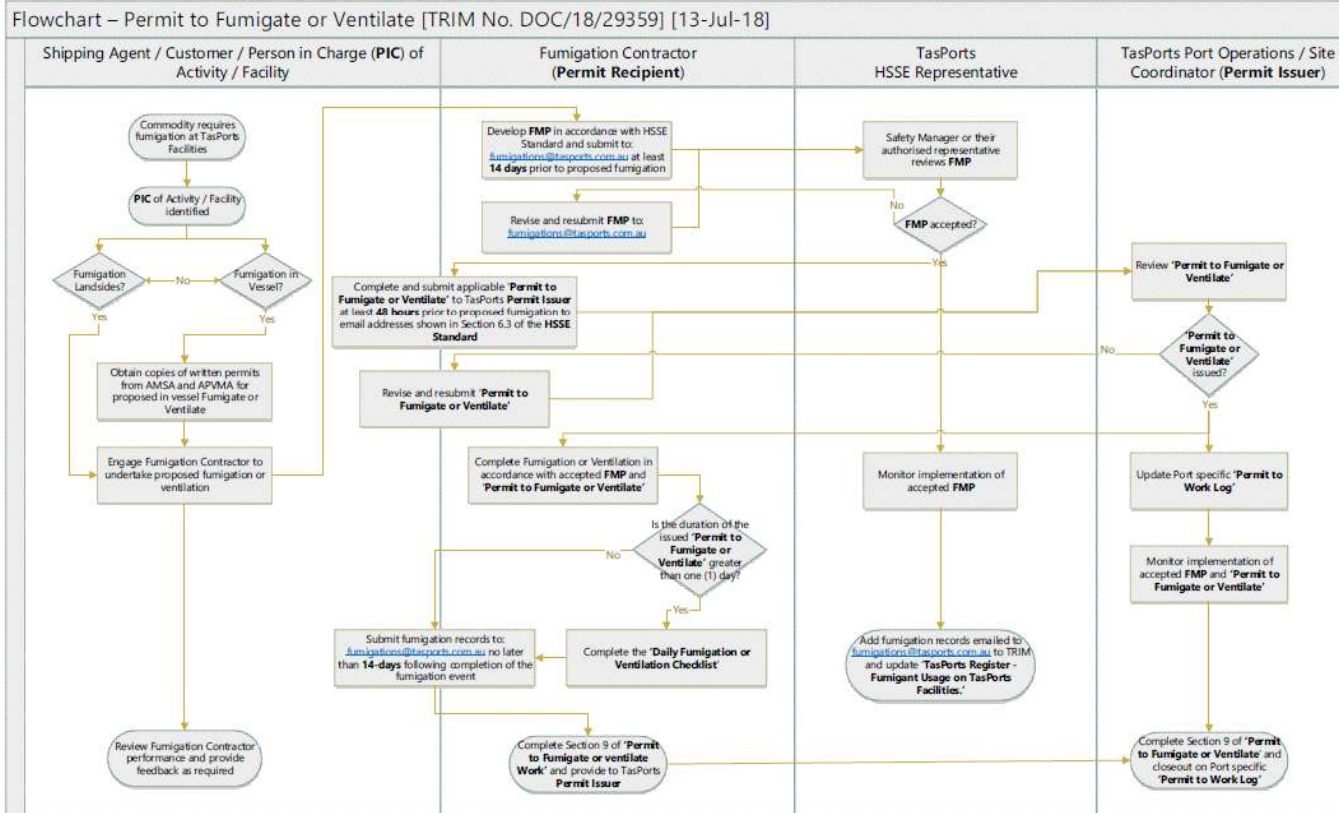 Flowchart – Permit to Fumigate or Ventilate [TRIM No. DOC/18/29359] [13-Jul-18]
Shipping Agent / Customer / Person in Charge (PIC) of
Activity / Facility
Fumigation Contractor
(Permit Recipient)
TasPorts
HSSE Representative
TasPorts Port Operations / Site
Coordinator (Permit Issuer)
Commodity requires
fumigation at TasPorts
Facilities
PIC of Activity / Facility
identified
Fumigation
Landsides?
No
Fumigation in
Vessel?
Yes
Yes
Obtain copies of written permits
from AMSA and APVMA for
proposed in vessel Fumigate or
Ventilate
Engage Fumigation Contractor to
undertake proposed fumigation or
ventilation
Review Fumigation Contractor
performance and provide
feedback as required
Develop FMP in accordance with HSSE
Standard and submit to:
fumigations@tasports.com.au at least
14 days prior to proposed fumigation
Revise and resubmit FMP to:
fumigations@tasports.com.au
Complete and submit applicable 'Permit to
Fumigate or Ventilate' to TasPorts Permit Issuer
at least 48 hours prior to proposed fumigation to
email addresses shown in Section 6.3 of the HSSE
Standard
Revise and resubmit 'Permit to
Fumigate or Ventilate'
Complete Fumigation or Ventilation in
accordance with accepted FMP and
'Permit to Fumigate or Ventilate'
Is the duration of the
issued 'Permit to
Fumigate or
Ventilate' greater
than one (1) day?
No
Yes
Submit fumigation records to:
fumigations@tasports.com.au no later
than 14-days following completion of the
fumigation event
Complete the 'Daily Fumigation or
Ventilation Checklist'
Complete Section 9 of 'Permit
to Fumigate or ventilate
Work' and provide to TasPorts
Permit Issuer
Safety Manager or their
authorised representative
reviews FMP
No
FMP accepted?
Yes
Monitor implementation of
accepted FMP
Add fumigation records emailed to
fumigations@tasports.com.au to TRIM
and update 'TasPorts Register -
Fumigant Usage on TasPorts
Facilities.'
Review 'Permit to Fumigate or
Ventilate'
No
'Permit to
Fumigate or
Ventilate'
issued?
Yes
Update Port specific 'Permit to
Work Log'
Monitor implementation of
accepted FMP and 'Permit to
Fumigate or Ventilate'
Complete Section 9 of 'Permit
to Fumigate or Ventilate' and
closeout on Port specific
'Permit to Work Log'